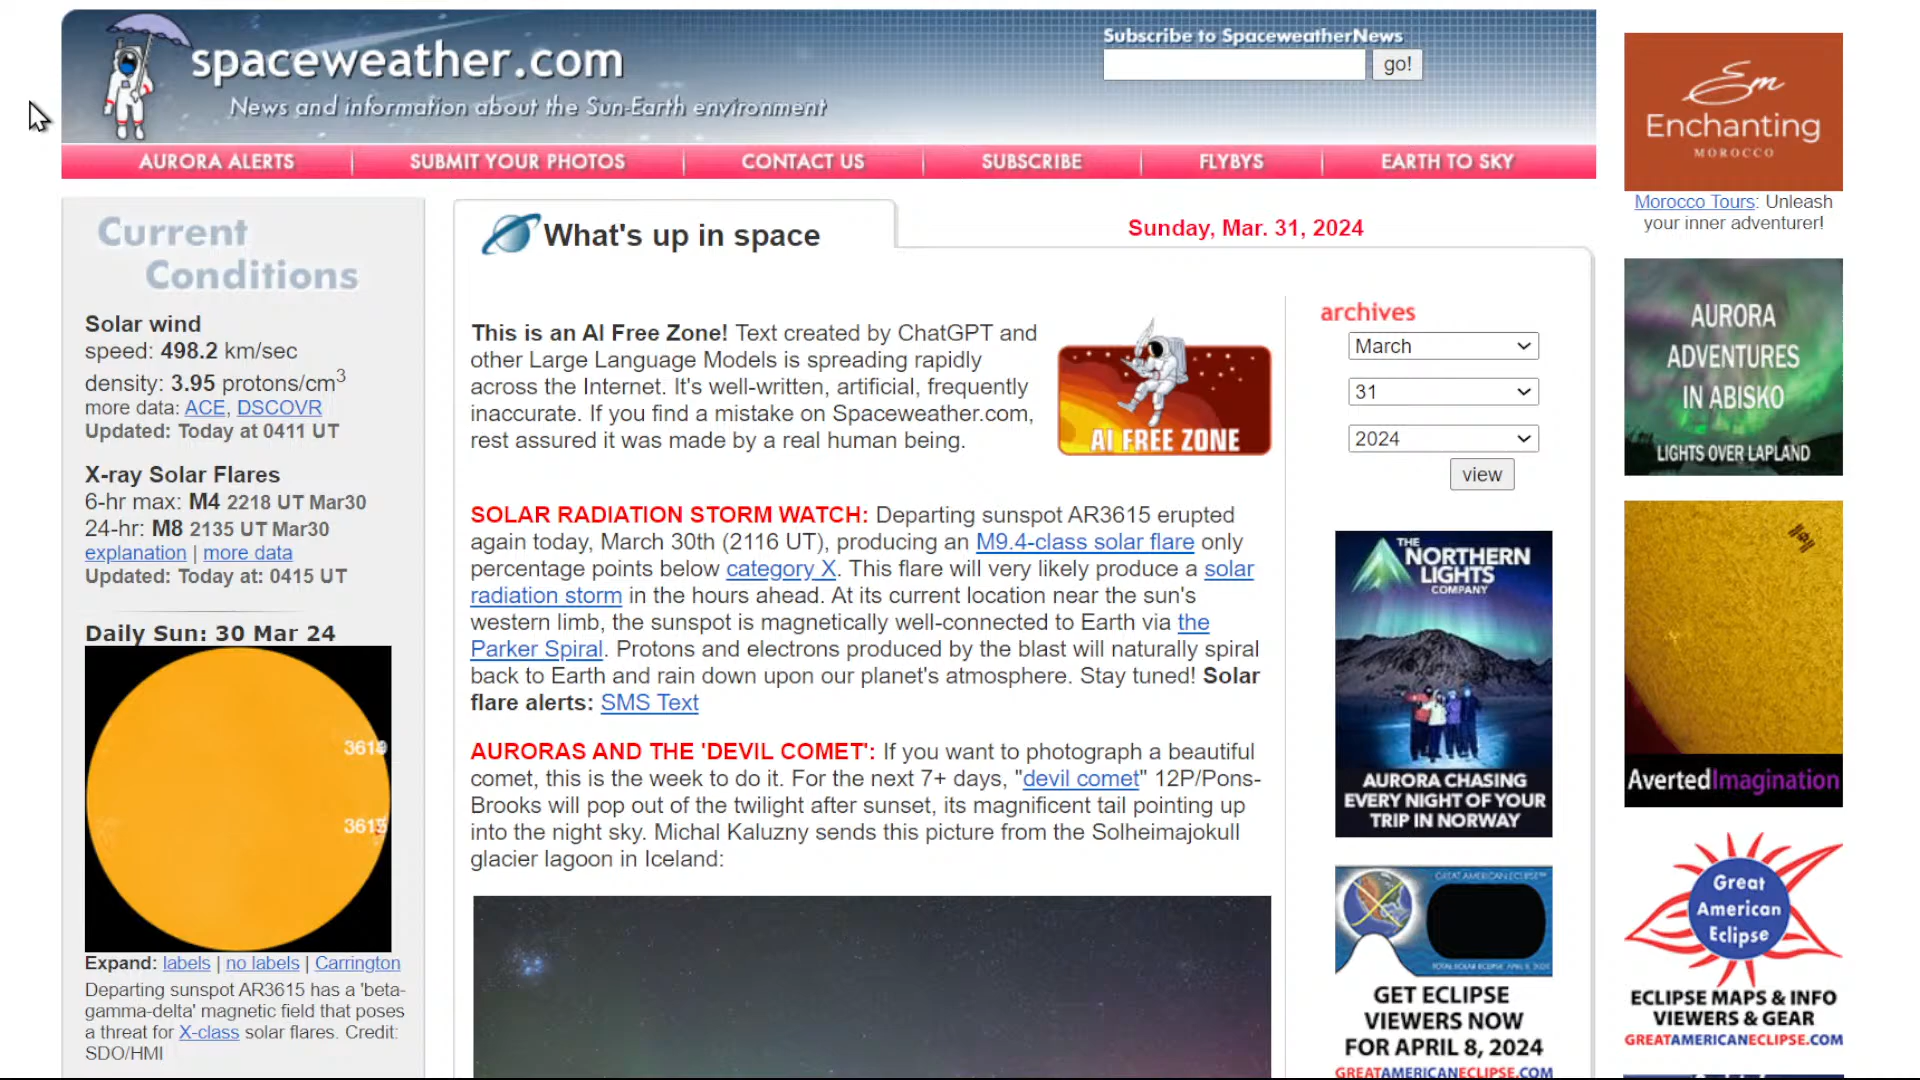 spaceweather.com
News and information about the Sun-Earth environment
Subscribe to SpaceweatherNews
go!
AURORA ALERTS
SUBMIT YOUR PHOTOS
CONTACT US
SUBSCRIBE
FLYBYS
EARTH TO SKY
Current
Conditions
Solar wind
speed: 498.2 km/sec
density: 3.95 protons/cm3
more data: ACE, DSCOVR
Updated: Today at 0411 UT
X-ray Solar Flares
6-hr max: M4 2218 UT Mar30
24-hr: M8 2135 UT Mar30
explanation | more data
Updated: Today at: 0415 UT
Daily Sun: 30 Mar 24
3615
Expand: labels | no labels | Carrington
Departing sunspot AR3615 has a 'beta-
gamma-delta' magnetic field that poses
a threat for X-class solar flares. Credit:
SDO/HMI
What's up in space
Sunday, Mar. 31, 2024
This is an AI Free Zone! Text created by ChatGPT and
other Large Language Models is spreading rapidly
across the Internet. It's well-written, artificial, frequently
inaccurate. If you find a mistake on Spaceweather.com,
rest assured it was made by a real human being.
AI FREE ZONE
SOLAR RADIATION STORM WATCH: Departing sunspot AR3615 erupted
again today, March 30th (2116 UT), producing an M9.4-class solar flare only
percentage points below category X. This flare will very likely produce a solar
radiation storm in the hours ahead. At its current location near the sun's
western limb, the sunspot is magnetically well-connected to Earth via the
Parker Spiral. Protons and electrons produced by the blast will naturally spiral
back to Earth and rain down upon our planet's atmosphere. Stay tuned! Solar
flare alerts: SMS Text
AURORAS AND THE 'DEVIL COMET': If you want to photograph a beautiful
comet, this is the week to do it. For the next 7+ days, "devil comet" 12P/Pons-
Brooks will pop out of the twilight after sunset, its magnificent tail pointing up
into the night sky. Michal Kaluzny sends this picture from the Solheimajokull
glacier lagoon in Iceland:
archives
March
31
2024
view
THE
NORTHERN
LIGHTS
COMPANY
AURORA CHASING
EVERY NIGHT OF YOUR
TRIP IN NORWAY
GREAT AMERICAN ECLIPSE
TOTAL SOLAR ECLIPSE, APRIL 8, 2024
GET ECLIPSE
VIEWERS NOW
FOR APRIL 8, 2024
GREATAMERICANECLIPSE.COM
Em
Enchanting
MOROCCO
Morocco Tours: Unleash
your inner adventurer!
AURORA
ADVENTURES
IN ABISKO
LIGHTS OVER LAPLAND
AvertedImagination
Great
American
Eclipse
ECLIPSE MAPS & INFO
VIEWERS & GEAR
GREATAMERICANECLIPSE.COM